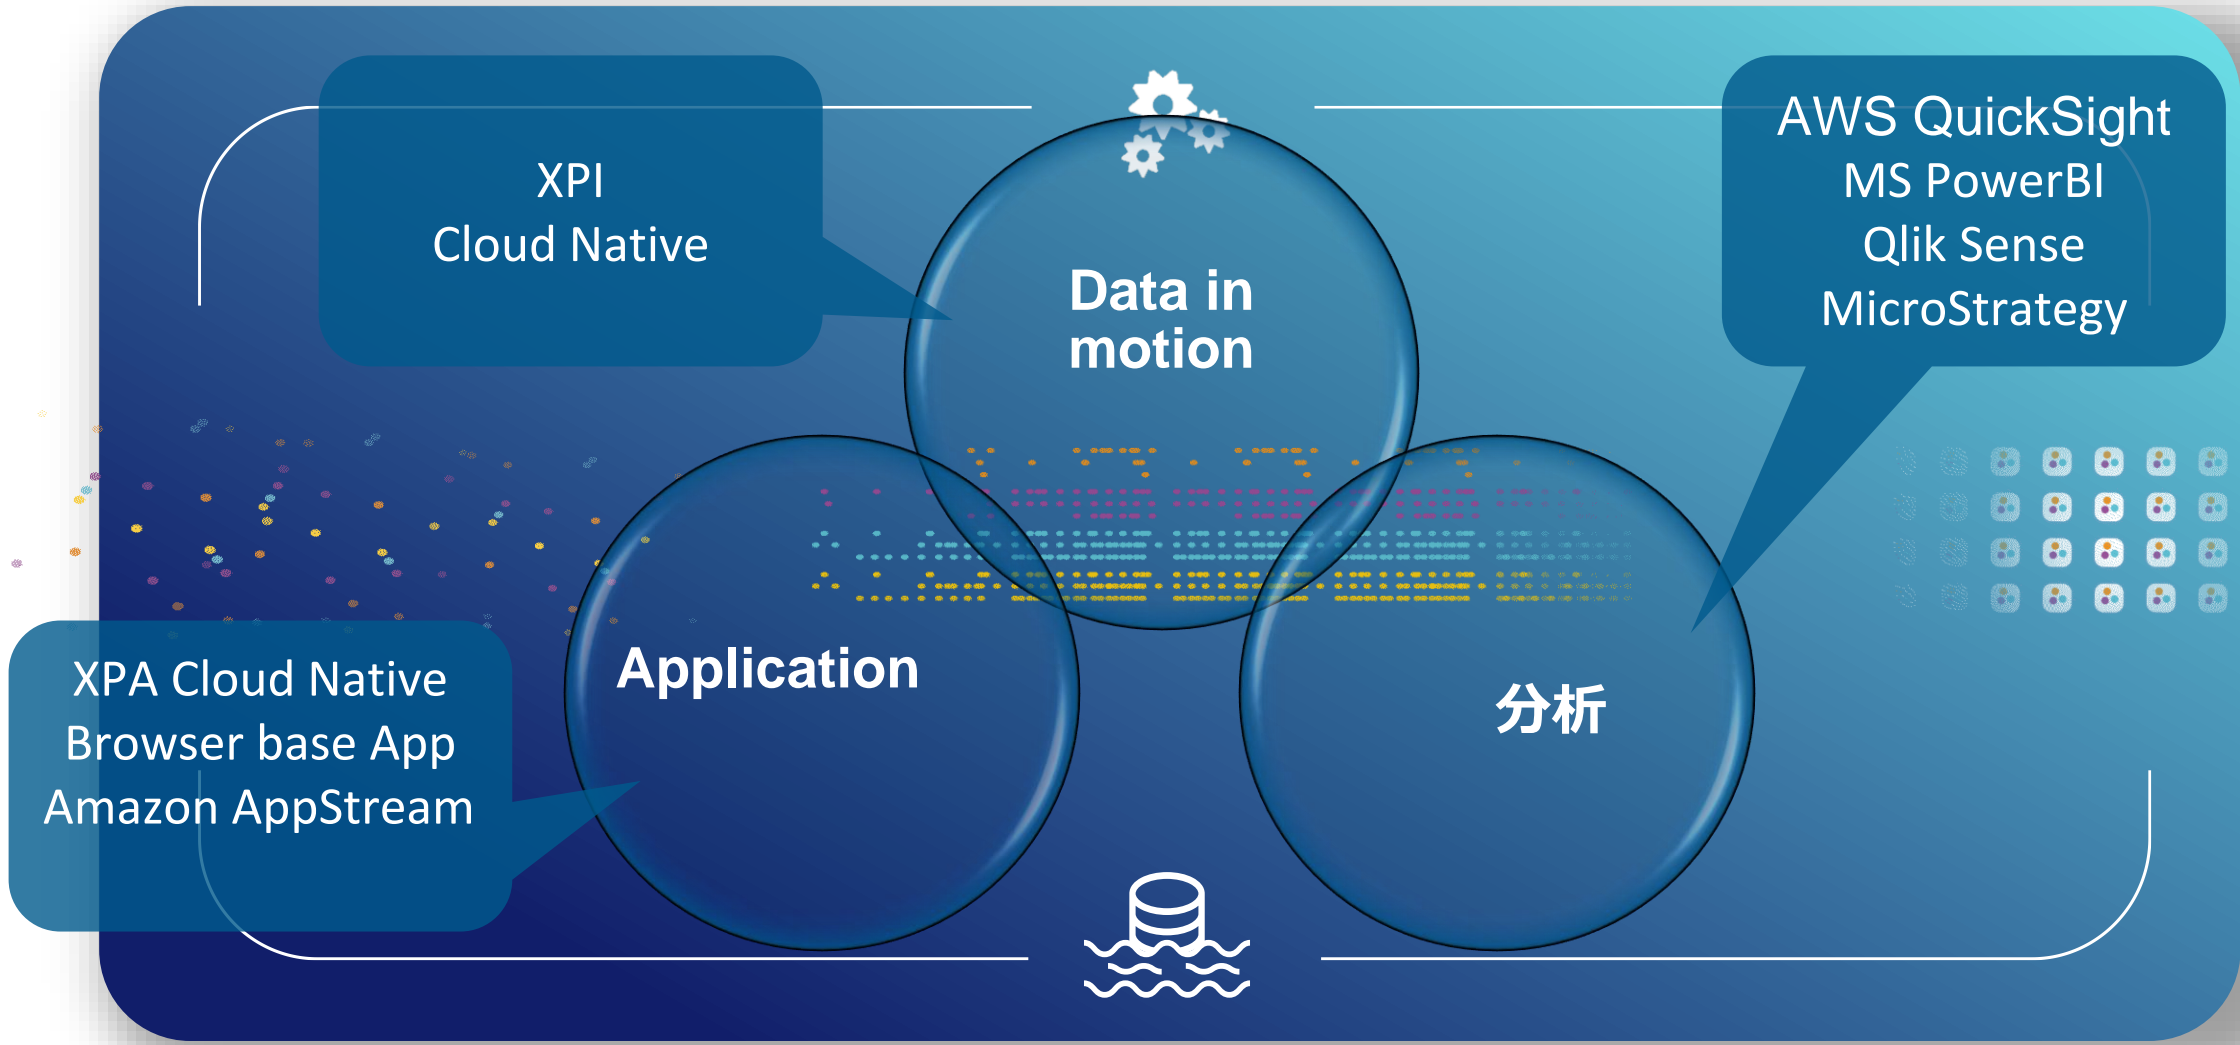 XPI
Cloud Native
AWS QuickSight
MS PowerBI
Qlik Sense
MicroStrategy
Data in
motion
Application
分析
XPA Cloud Native
Browser base App
Amazon AppStream